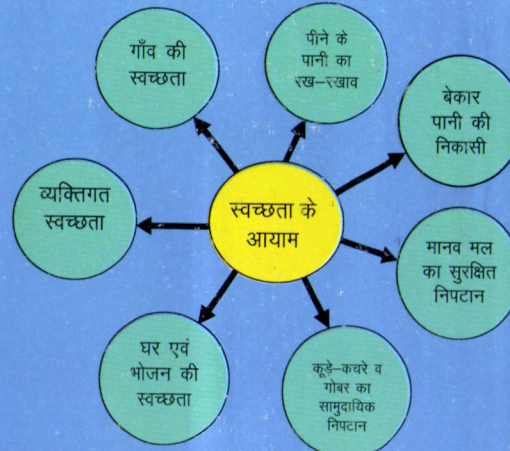 गाँव की
स्वच्छता
पीने के
पानी का
रख–रखाव
बेकार
पानी की
निकासी
व्यक्तिगत
स्वच्छता
स्वच्छता के
आयाम
मानव मल
का सुरक्षित
निपटान
घर एवं
भोजन की
स्वच्छता
कूड़े–कचरे व
गोबर का
सामुदायिक
निपटान